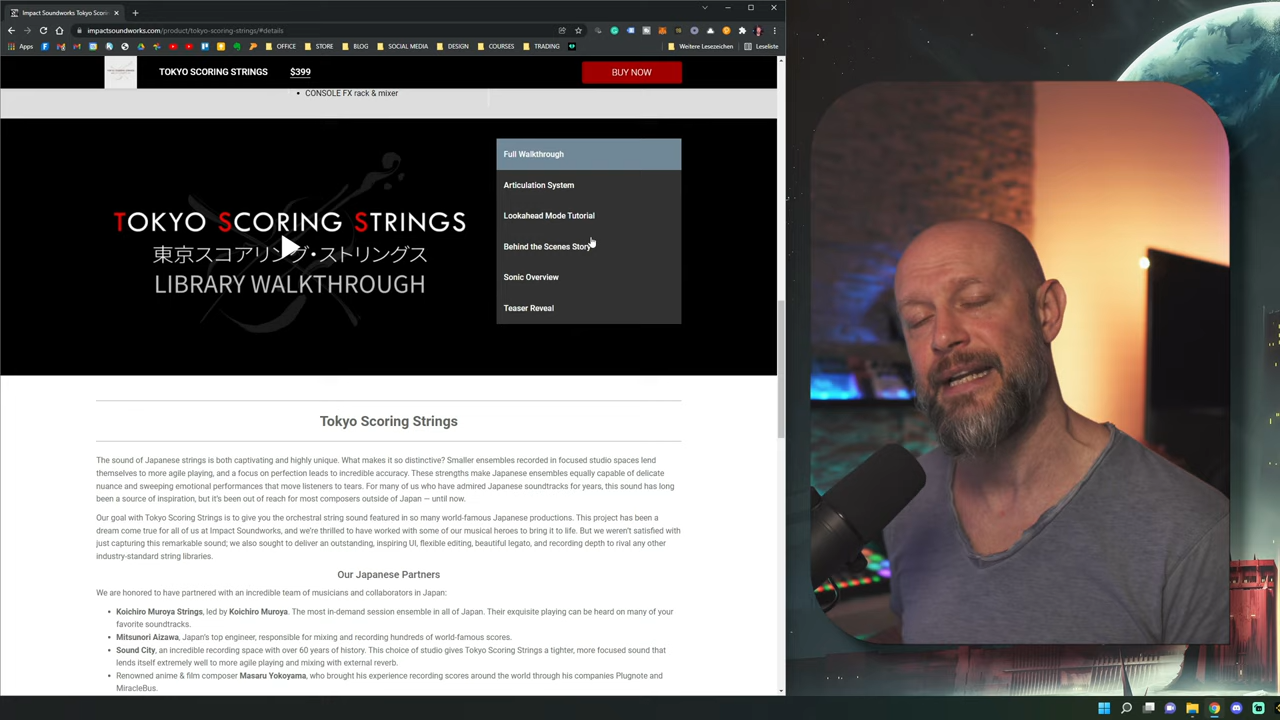 Impact Soundworks Tokyo Scorin
impactsoundworks.com/product/tokyo-scoring-strings/#details
Apps
OFFICE
STORE
BLOG
SOCIAL MEDIA
DESIGN
COURSES
TRADING
Weitere Lesezeichen
Leseliste
TOKYO SCORING STRINGS
$399
BUY NOW
• CONSOLE FX rack & mixer
TOKYO SCORING STRINGS
東京スコアリング・ストリングス
LIBRARY WALKTHROUGH
Full Walkthrough
Articulation System
Lookahead Mode Tutorial
Behind the Scenes Story
Sonic Overview
Teaser Reveal
Tokyo Scoring Strings
The sound of Japanese strings is both captivating and highly unique. What makes it so distinctive? Smaller ensembles recorded in focused studio spaces lend
themselves to more agile playing, and a focus on perfection leads to incredible accuracy. These strengths make Japanese ensembles equally capable of delicate
nuance and sweeping emotional performances that move listeners to tears. For many of us who have admired Japanese soundtracks for years, this sound has long
been a source of inspiration, but it's been out of reach for most composers outside of Japan — until now.
Our goal with Tokyo Scoring Strings is to give you the orchestral string sound featured in so many world-famous Japanese productions. This project has been a
dream come true for all of us at Impact Soundworks, and we're thrilled to have worked with some of our musical heroes to bring it to life. But we weren't satisfied with
just capturing this remarkable sound; we also sought to deliver an outstanding, inspiring UI, flexible editing, beautiful legato, and recording depth to rival any other
industry-standard string libraries.
Our Japanese Partners
We are honored to have partnered with an incredible team of musicians and collaborators in Japan:
• Koichiro Muroya Strings, led by Koichiro Muroya. The most in-demand session ensemble in all of Japan. Their exquisite playing can be heard on many of your
favorite soundtracks.
• Mitsunori Aizawa, Japan's top engineer, responsible for mixing and recording hundreds of world-famous scores.
• Sound City, an incredible recording space with over 60 years of history. This choice of studio gives Tokyo Scoring Strings a tighter, more focused sound that
lends itself extremely well to more agile playing and mixing with external reverb.
• Renowned anime & film composer Masaru Yokoyama, who brought his experience recording scores around the world through his companies Plugnote and
MiracleBus.